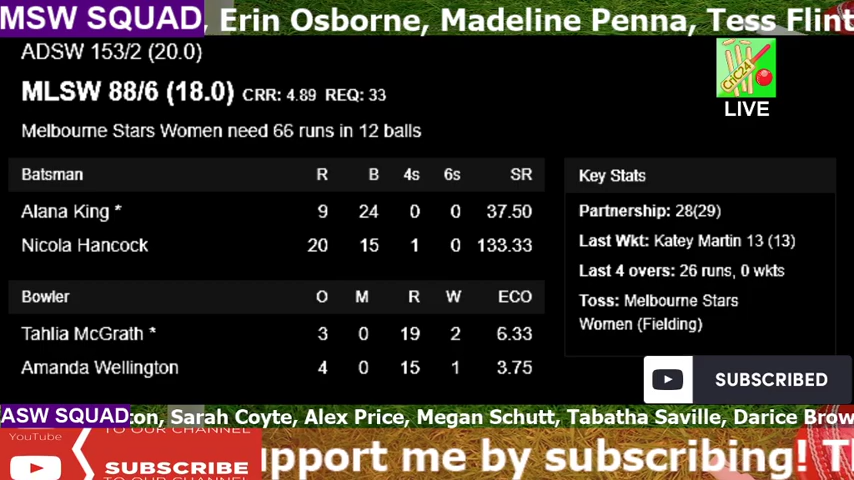 MSW SQUAD, Erin Osborne, Madeline Penna, Tess Flint
ADSW 153/2 (20.0)
MLSW 88/6 (18.0) CRR: 4.89 REQ: 33
Melbourne Stars Women need 66 runs in 12 balls
CriC24
LIVE
Batsman R B 4s 6s SR
Alana King * 9 24 0 0 37.50
Nicola Hancock 20 15 1 0 133.33
Bowler O M R W ECO
Tahlia McGrath * 3 0 19 2 6.33
Amanda Wellington 4 0 15 1 3.75
Key Stats
Partnership: 28(29)
Last Wkt: Katey Martin 13 (13)
Last 4 overs: 26 runs, 0 wkts
Toss: Melbourne Stars
Women (Fielding)
SUBSCRIBED
ASW SQUAD ton, Sarah Coyte, Alex Price, Megan Schutt, Tabatha Saville, Darice Brow
YouTube
TO OUR CHANNEL
SUBSCRIBE
TO OUR CHANNEL
upport me by subscribing! T